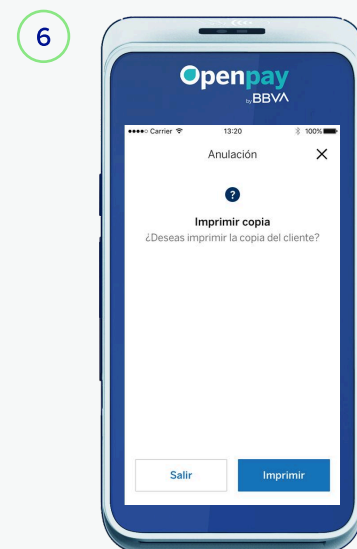 6
Openpay
by BBVA
Carrier 13:20 100%
Anulación
?
Imprimir copia
¿Deseas imprimir la copia del cliente?
Salir Imprimir